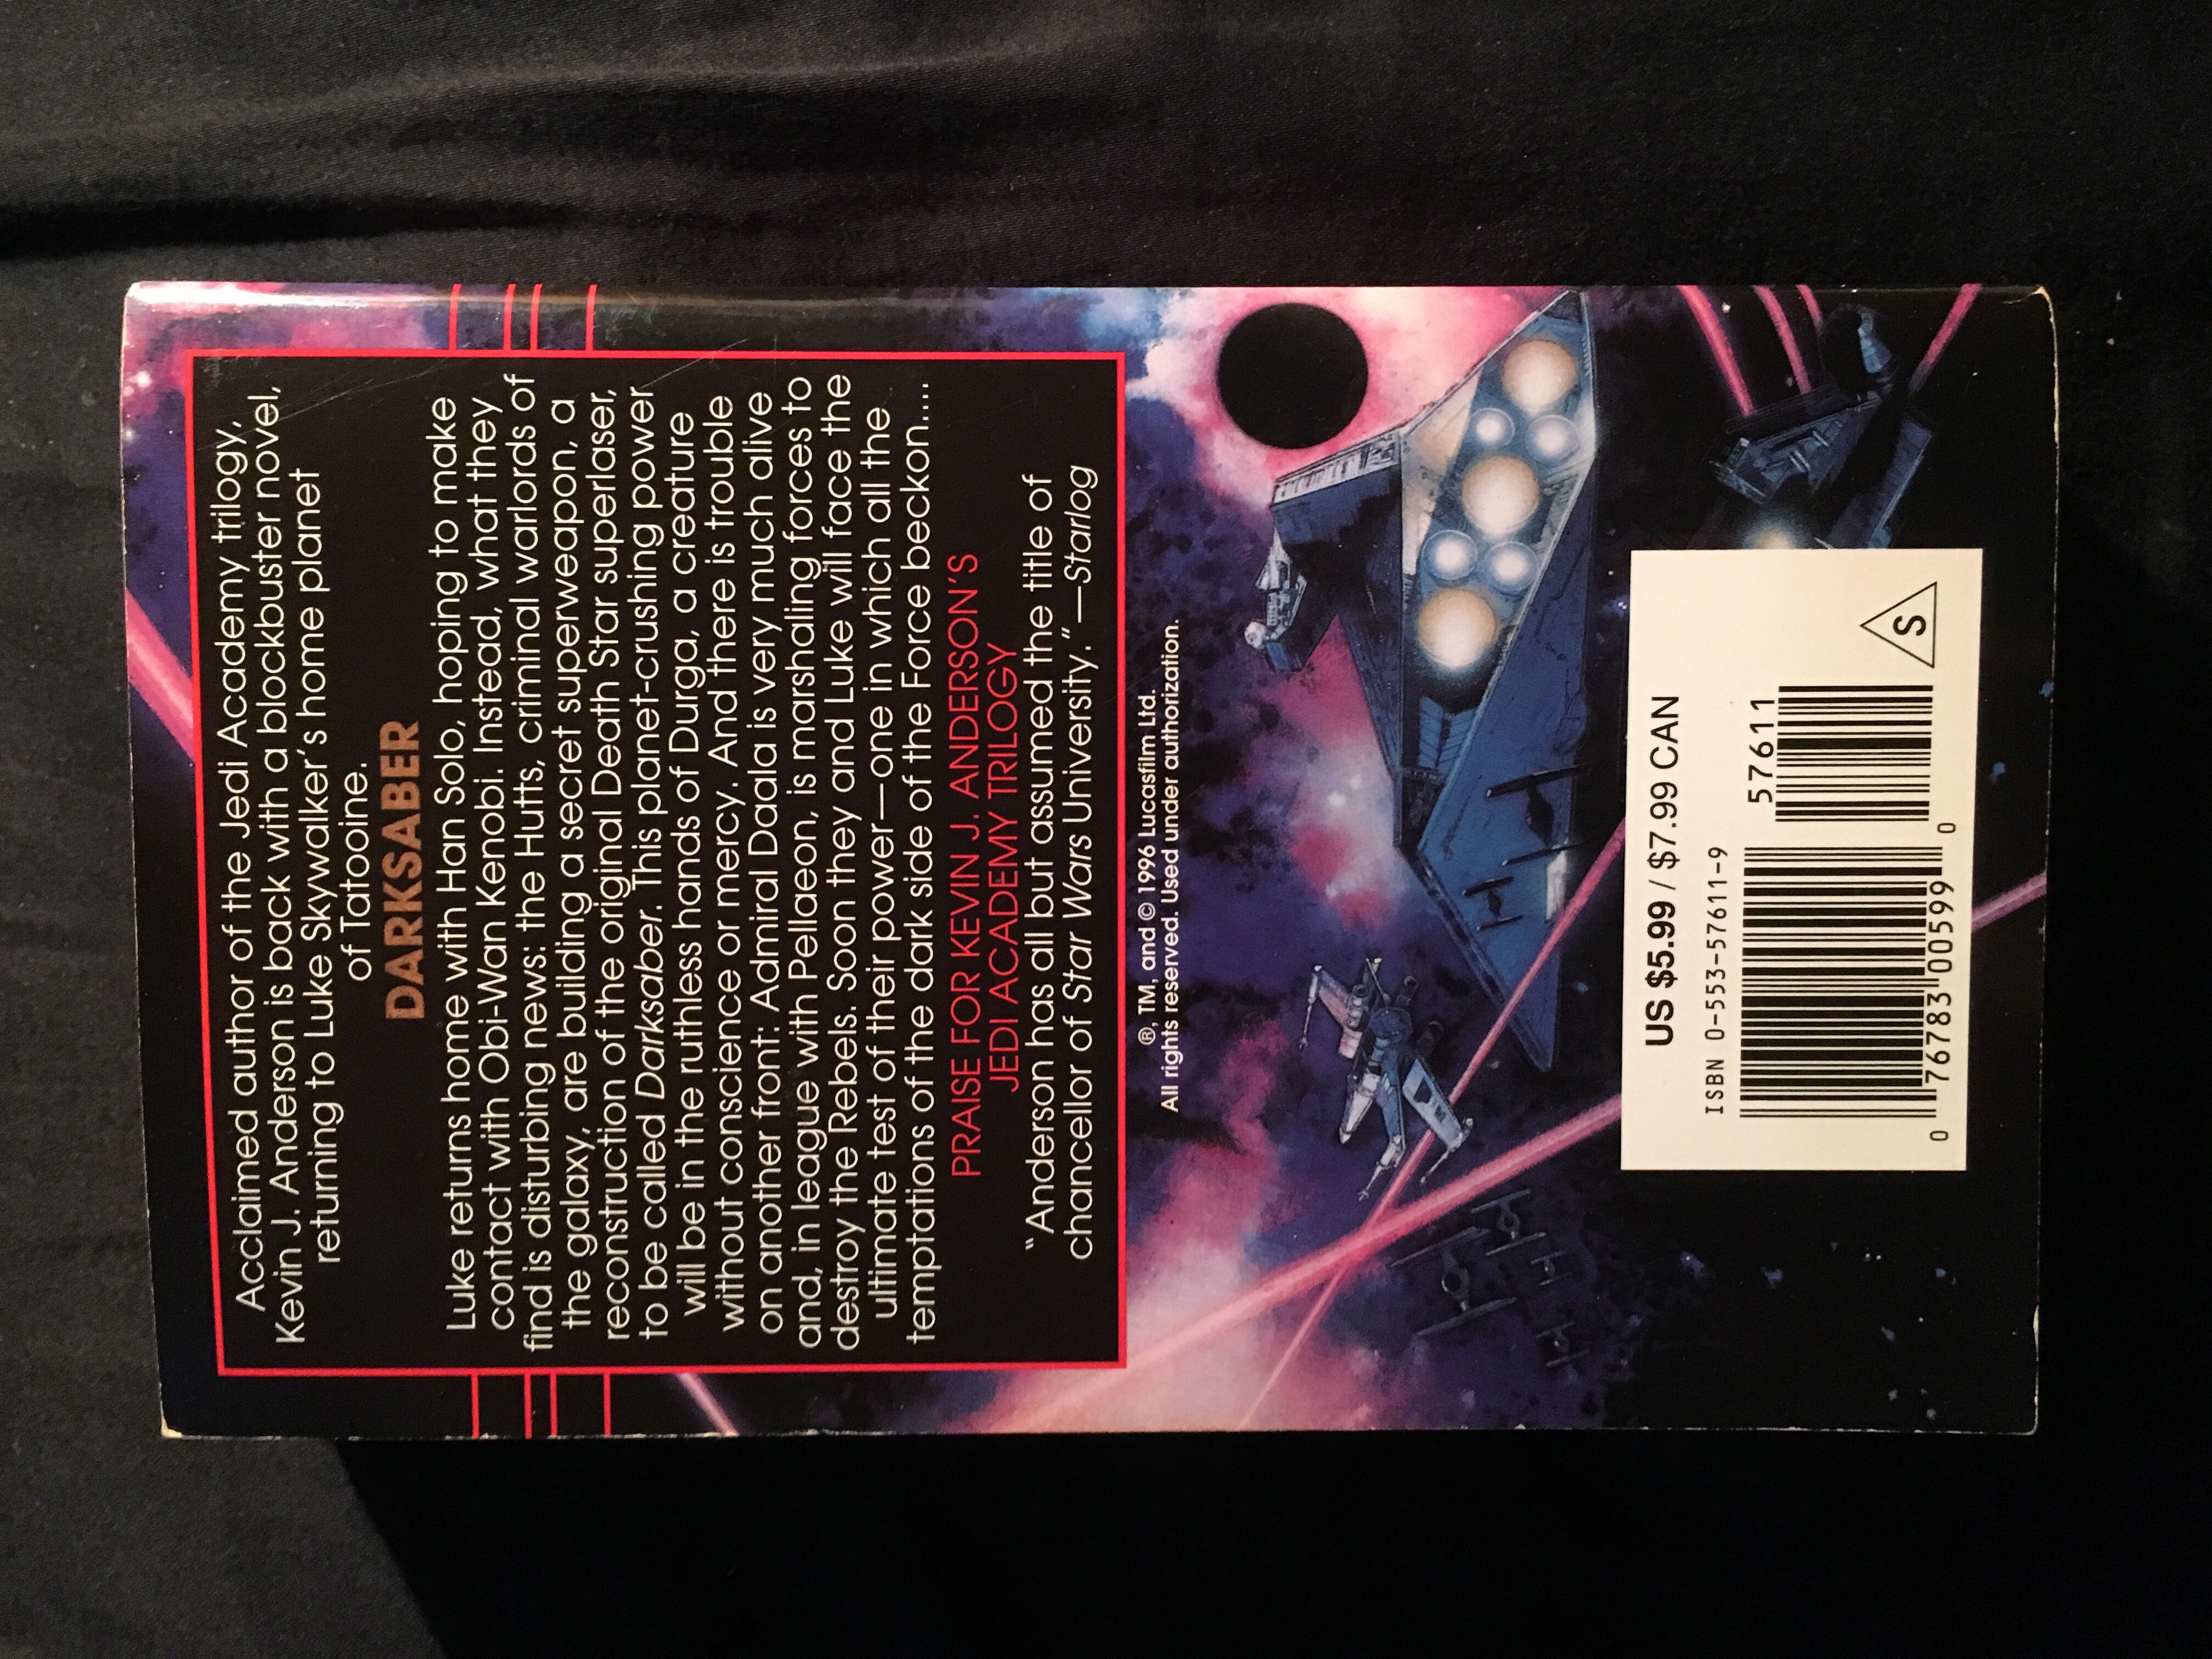 Acclaimed author of the Jedi Academy trilogy,
Kevin J. Anderson is back with a blockbuster novel,
returning to Luke Skywalker's home planet
of Tatooine.
DARKSABER
Luke returns home with Han Solo, hoping to make
contact with Obi-Wan Kenobi. Instead, what they
find is disturbing news: the Hutts, criminal warlords of
the galaxy, are building a secret superweapon, a
reconstruction of the original Death Star superlaser,
to be called Darksaber. This planet-crushing power
will be in the ruthless hands of Durga, a creature
without conscience or mercy. And there is trouble
on another front: Admiral Daala is very much alive
and, in league with Pellaeon, is marshaling forces to
destroy the Rebels. Soon they and Luke will face the
ultimate test of their power—one in which all the
temptations of the dark side of the Force beckon....
PRAISE FOR KEVIN J. ANDERSON'S
JEDI ACADEMY TRILOGY
"Anderson has all but assumed the title of
chancellor of Star Wars University."—Starlog
®, TM, and © 1996 Lucasfilm Ltd.
All rights reserved. Used under authorization.
US $5.99 / $7.99 CAN
ISBN 0-553-57611-9
57611
0 76783 00599 0
S